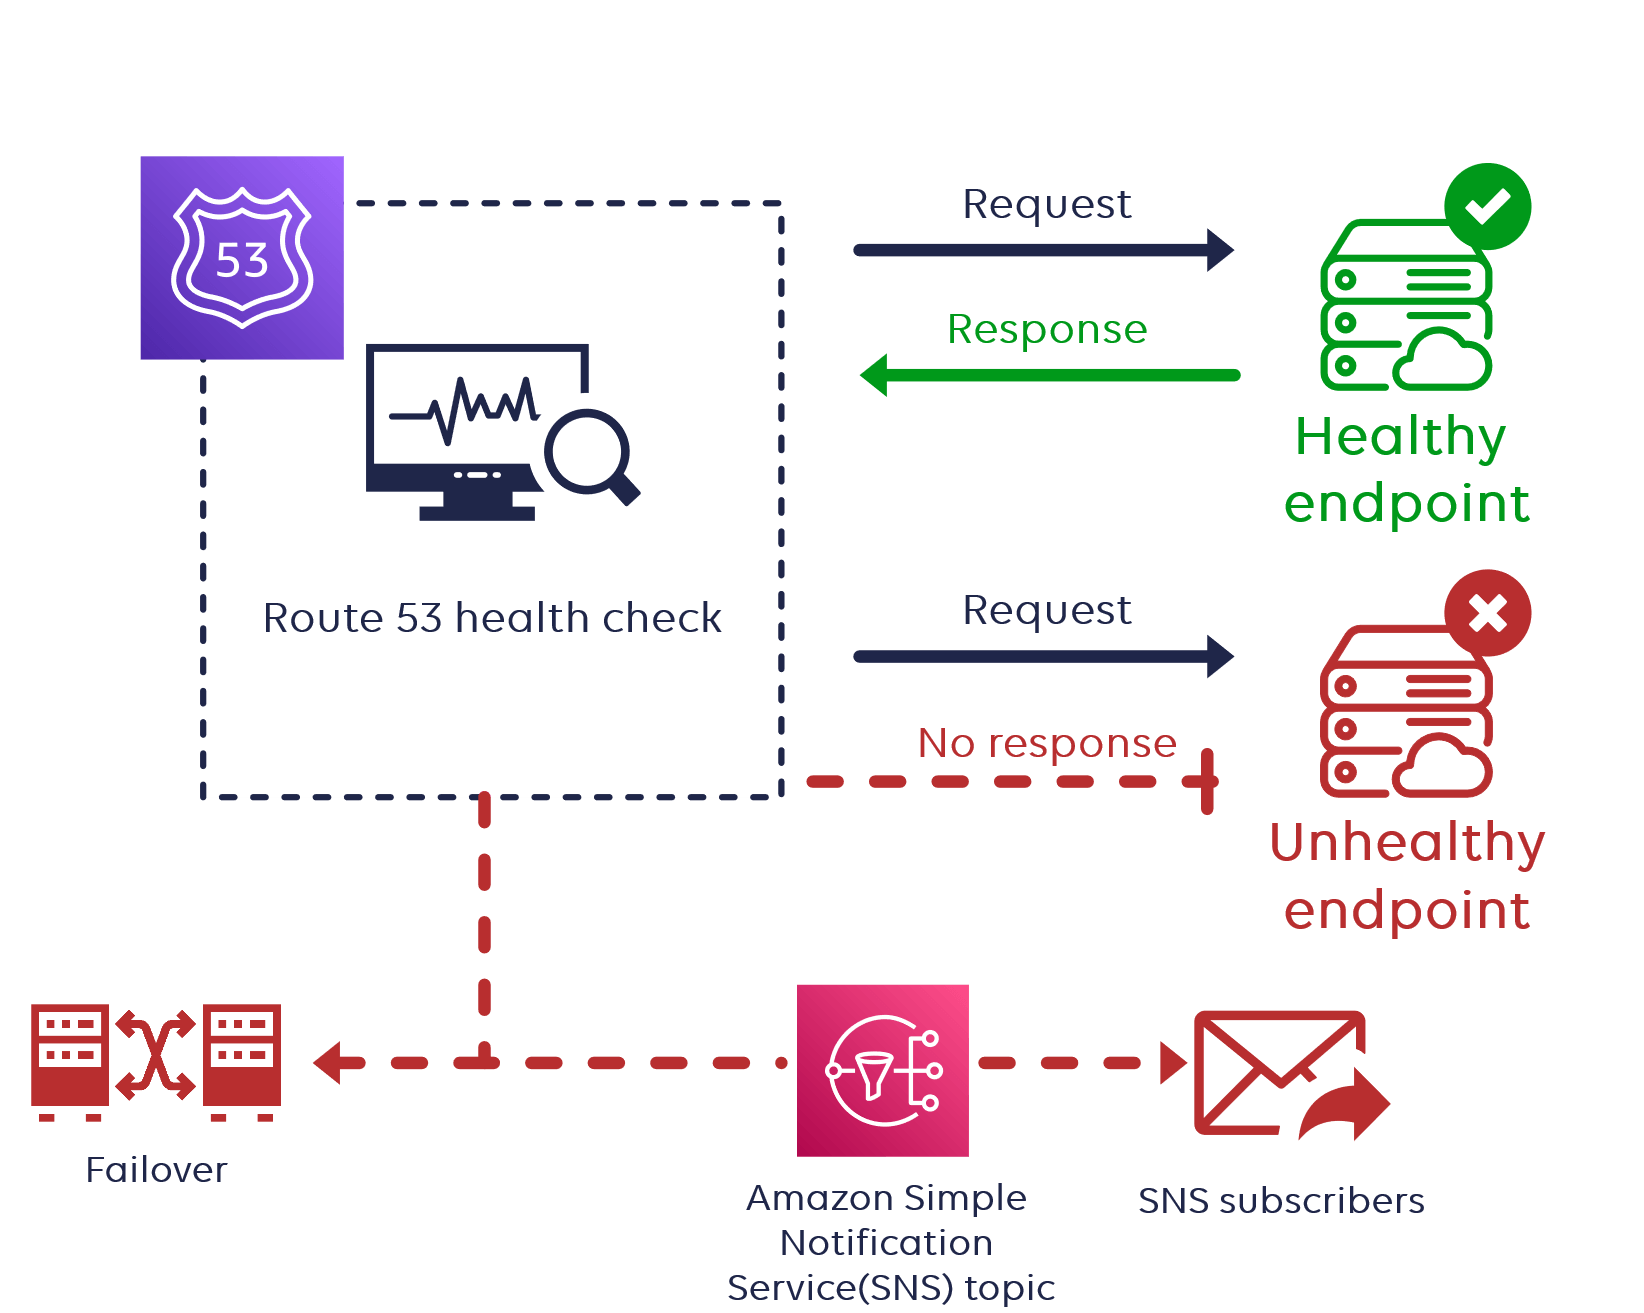 53
Request
Response
Healthy
endpoint
Route 53 health check
Request
No response
Unhealthy
endpoint
Failover
Amazon Simple
Notification
Service(SNS) topic
SNS subscribers